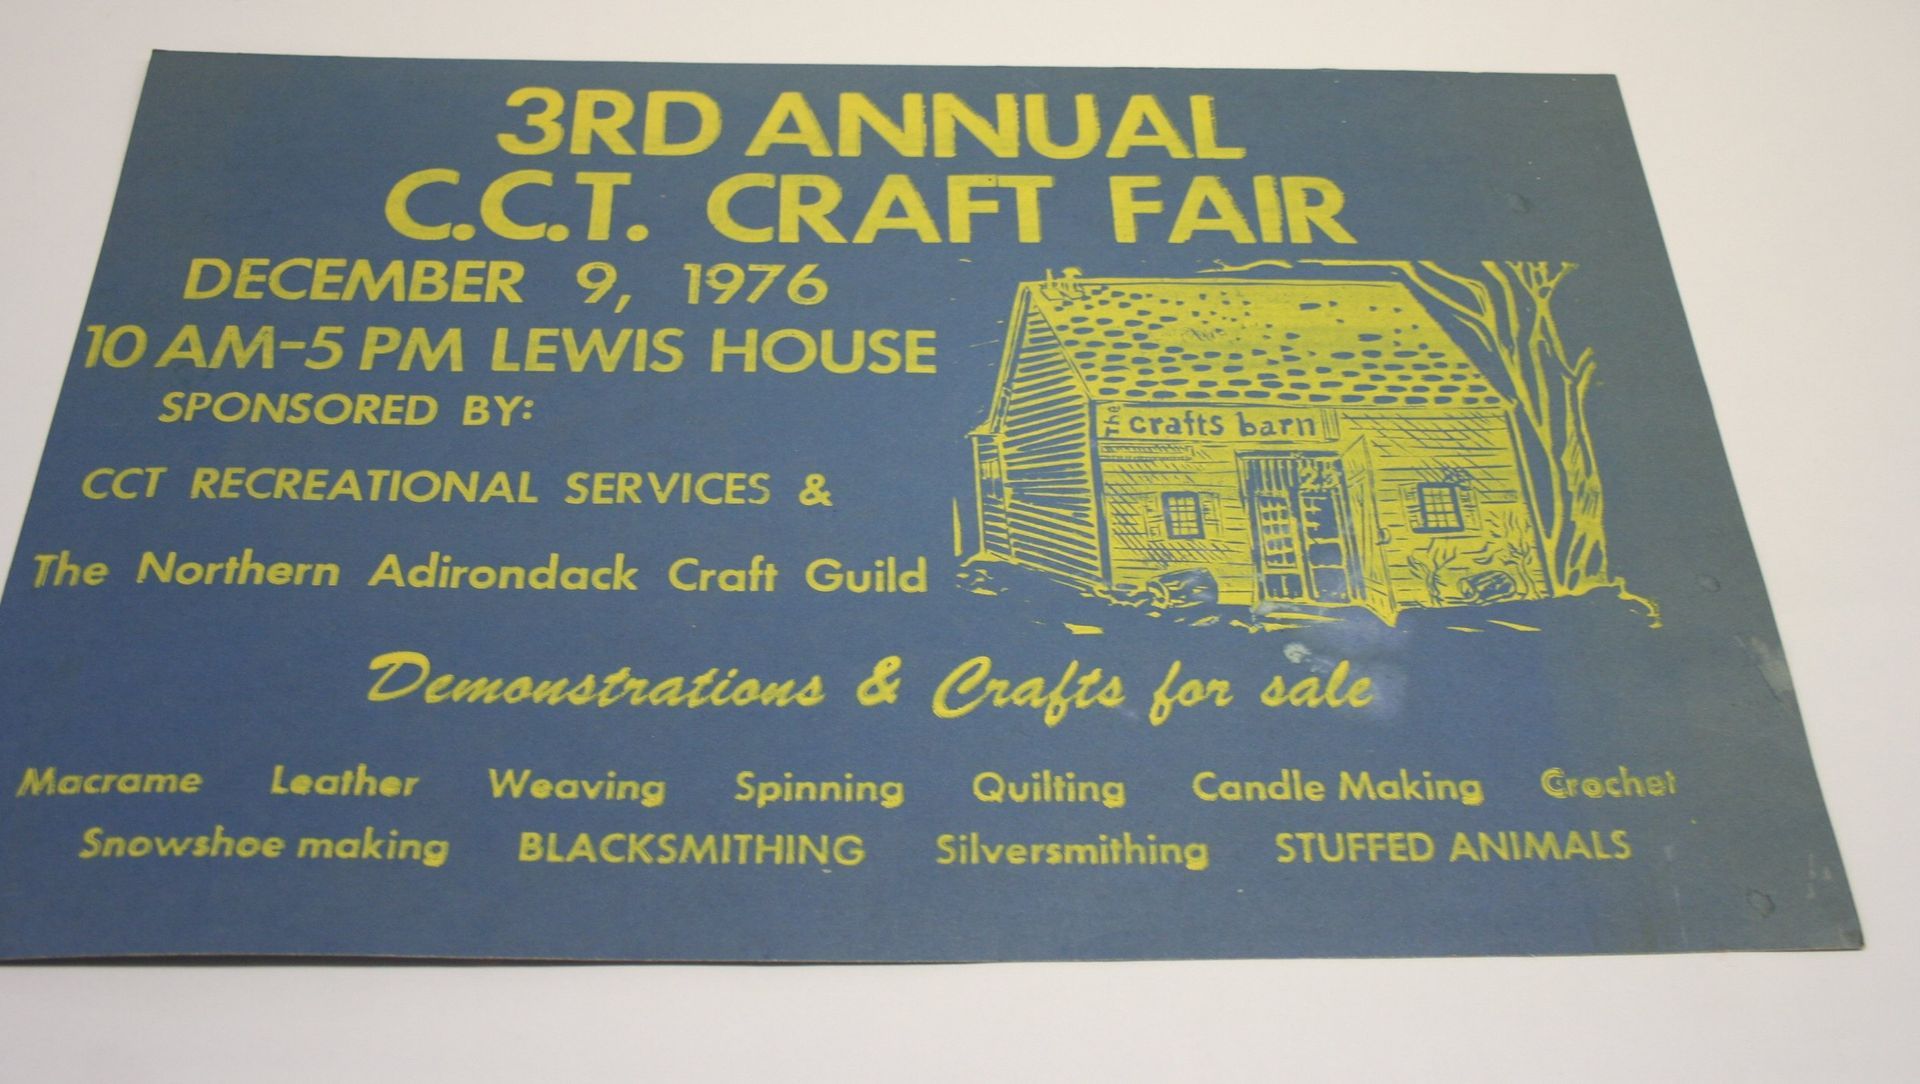 3RD ANNUAL
C.C.T. CRAFT FAIR
DECEMBER 9, 1976
10 AM-5 PM LEWIS HOUSE
SPONSORED BY:
CCT RECREATIONAL SERVICES &
The Northern Adirondack Craft Guild
The crafts barn
23
Demonstrations & Crafts for sale
Macrame Leather Weaving Spinning Quilting Candle Making Crochet
Snowshoe making BLACKSMITHING Silversmithing STUFFED ANIMALS